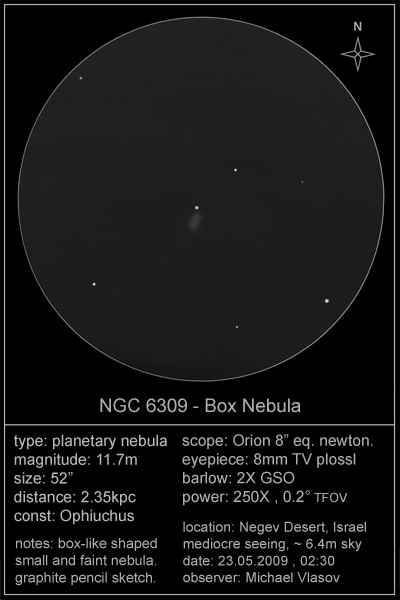 N
NGC 6309 - Box Nebula
type: planetary nebula
magnitude: 11.7m
size: 52”
distance: 2.35kpc
const: Ophiuchus
notes: box-like shaped
small and faint nebula.
graphite pencil sketch.
scope: Orion 8” eq. newton.
eyepiece: 8mm TV plossl
barlow: 2X GSO
power: 250X , 0.2° TFOV
location: Negev Desert, Israel
mediocre seeing, ~ 6.4m sky
date: 23.05.2009 , 02:30
observer: Michael Vlasov